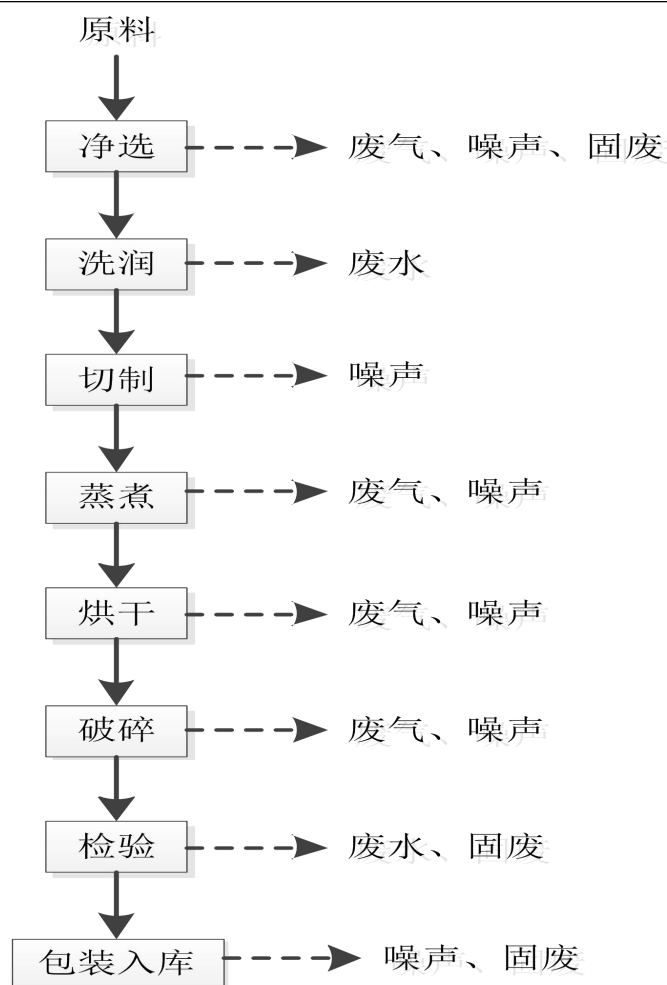 原料
净选 废气、噪声、固废
洗润 废水
切制 噪声
蒸煮 废气、噪声
烘干 废气、噪声
破碎 废气、噪声
检验 废水、固废
包装入库 噪声、固废